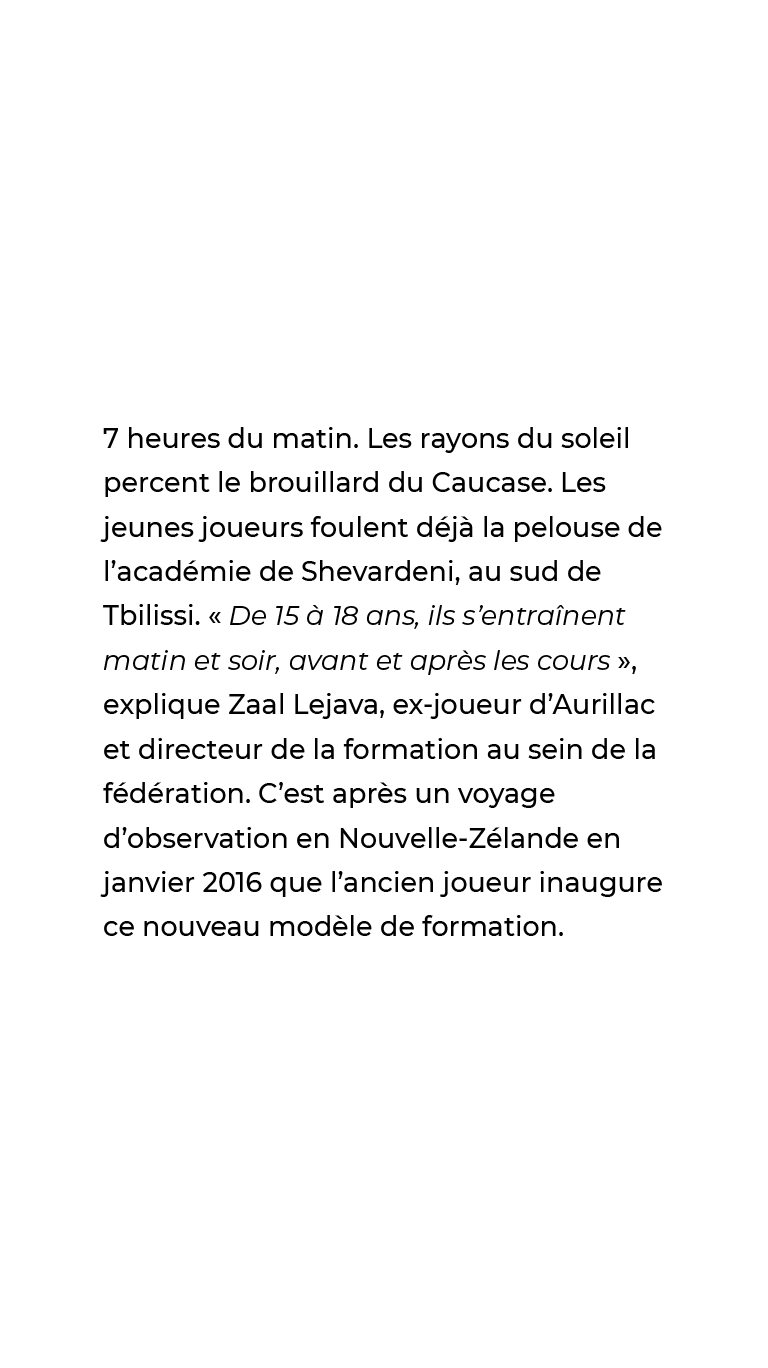 7 heures du matin. Les rayons du soleil
percent le brouillard du Caucase. Les
jeunes joueurs foulent déjà la pelouse de
l’académie de Shevardeni, au sud de
Tbilissi. « De 15 à 18 ans, ils s’entraînent
matin et soir, avant et après les cours »,
explique Zaal Lejava, ex-joueur d’Aurillac
et directeur de la formation au sein de la
fédération. C’est après un voyage
d’observation en Nouvelle-Zélande en
janvier 2016 que l’ancien joueur inaugure
ce nouveau modèle de formation.